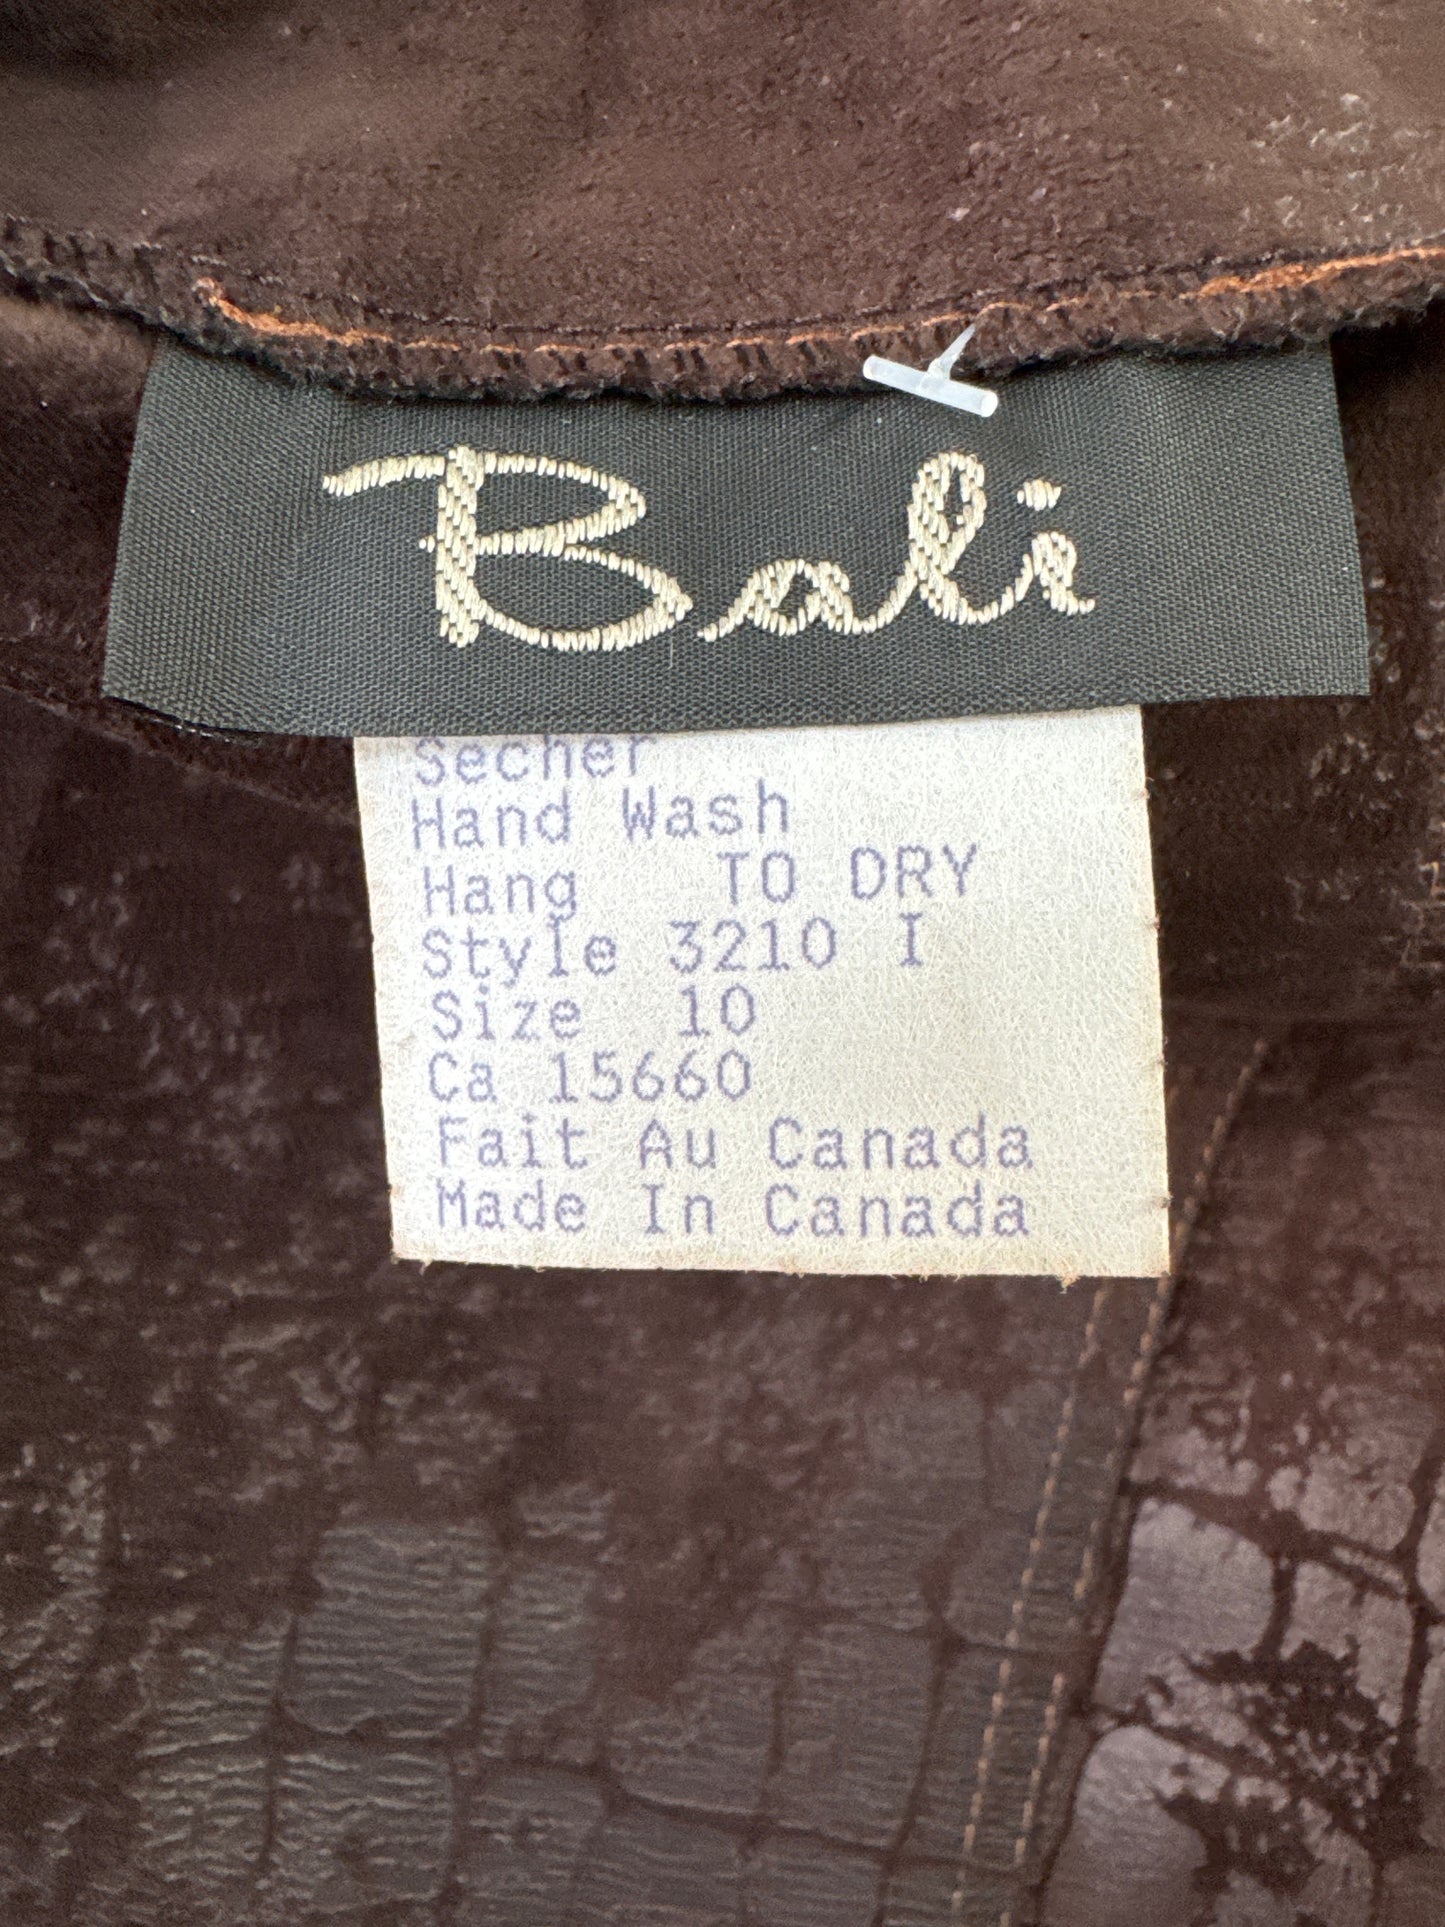 Bali
Secher
Hand Wash
Hang TO DRY
Style 3210 I
Size 10
Ca 15660
Fait Au Canada
Made In Canada